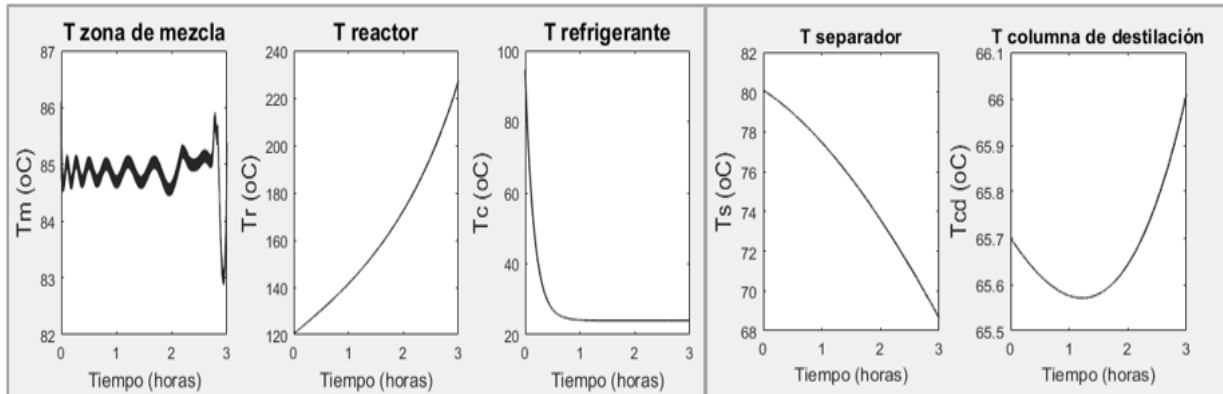 T zona de mezcla
Tm (oC)
87
86
85
84
83
82
0 1 2 3
Tiempo (horas)
T reactor
Tr (oC)
240
220
200
180
160
140
120
0 1 2 3
Tiempo (horas)
T refrigerante
Tc (oC)
100
80
60
40
20
0 1 2 3
Tiempo (horas)
T separador
Ts (oC)
82
80
78
76
74
72
70
68
0 1 2 3
Tiempo (horas)
T columna de destilación
Tcd (oC)
66.1
66
65.9
65.8
65.7
65.6
65.5
0 1 2 3
Tiempo (horas)